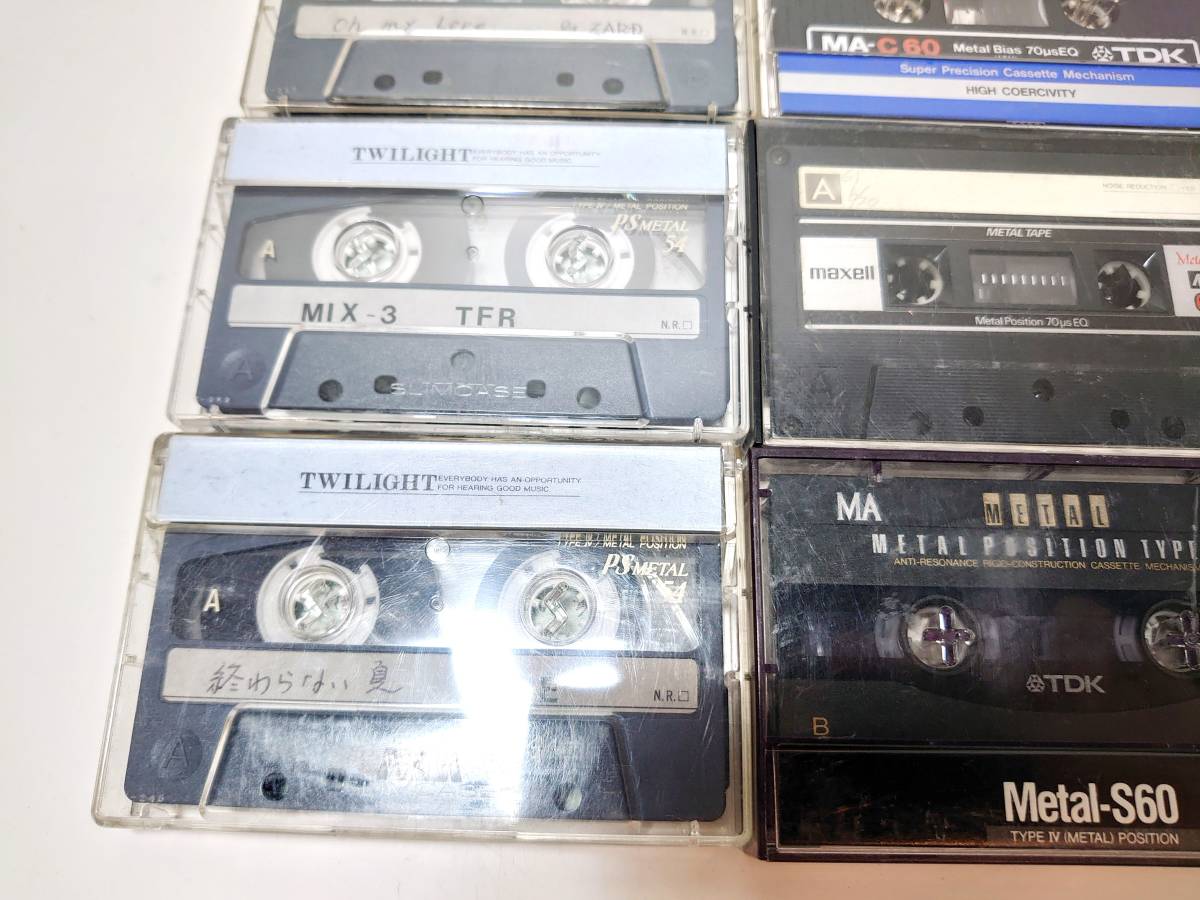 Oh my love
ZARD
N.R.□
MA-C 60 Metal Bias 70μsEQ TDK
Super Precision Cassette Mechanism
HIGH COERCIVITY
TWILIGHT EVERYBODY HAS AN OPPORTUNITY
FOR HEARING GOOD MUSIC.
TYPE IV / METAL POSITION
PS METAL
54
A
MIX-3 TFR
N.R.□
A
SLIMCASE
A
NOISE REDUCTION
METAL TAPE
maxell
Metal Position 70μs EQ
TWILIGHT EVERYBODY HAS AN OPPORTUNITY
FOR HEARING GOOD MUSIC.
TYPE IV / METAL POSITION
PS METAL
54
A
終わらない夏
N.R.□
A
MA METAL
METAL POSITION TYPE
ANTI-RESONANCE RIGID-CONSTRUCTION CASSETTE MECHANISM
TDK
B
Metal-S60
TYPE IV (METAL) POSITION